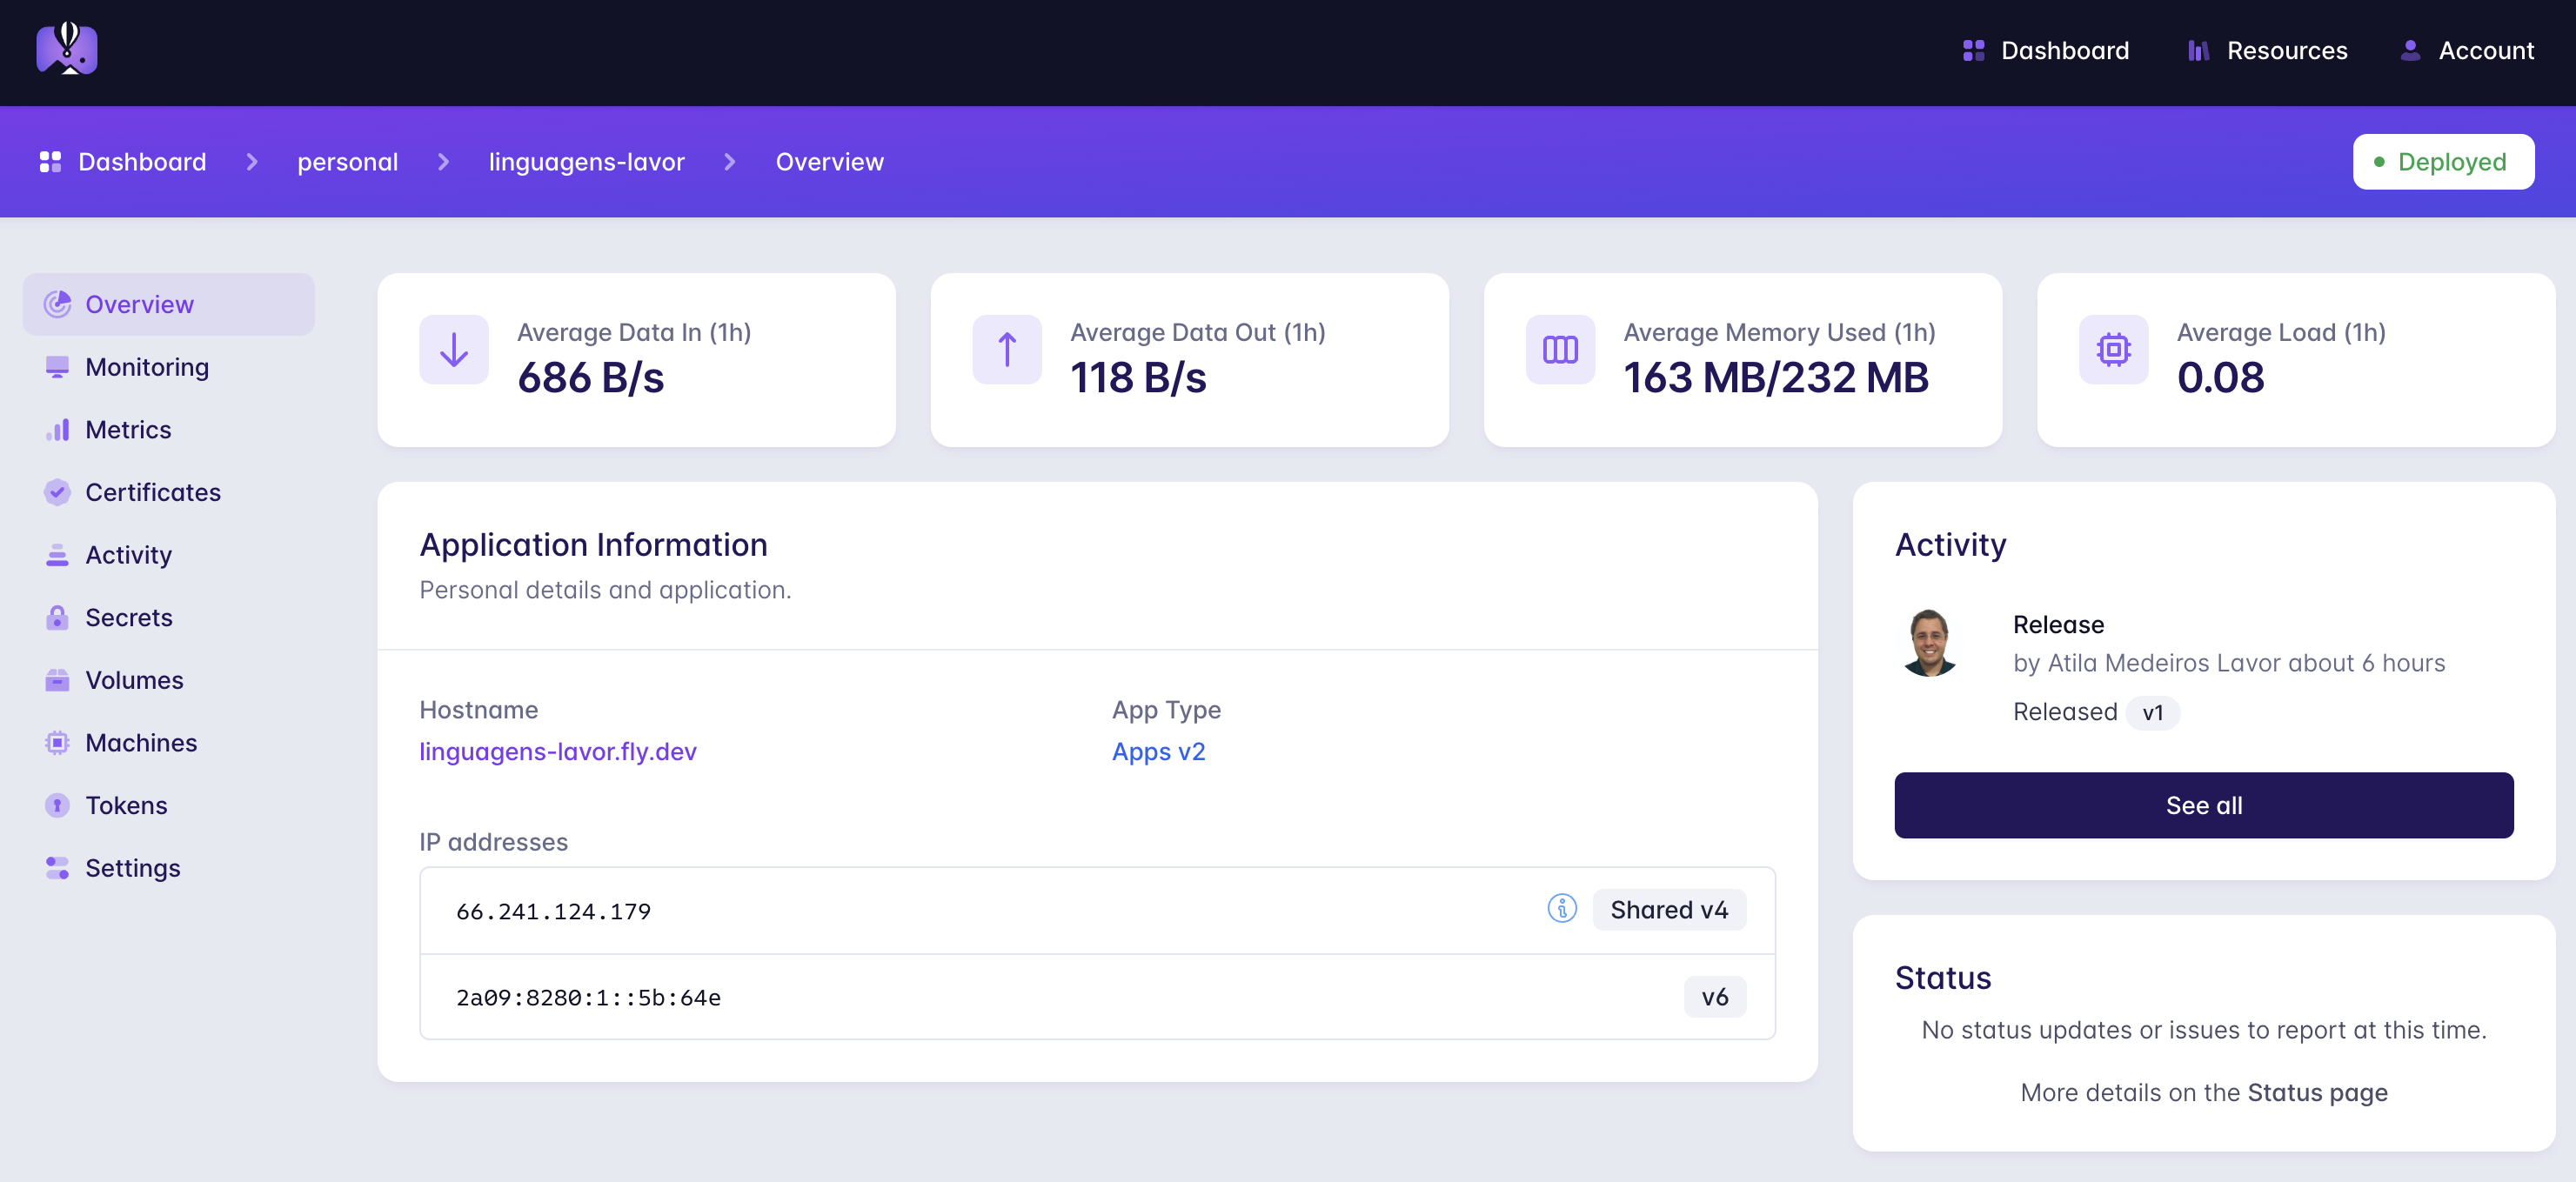 Dashboard
Resources
Account
Dashboard
personal
linguagens-lavor
Overview
Deployed
Overview
Monitoring
Metrics
Certificates
Activity
Secrets
Volumes
Machines
Tokens
Settings
Average Data In (1h)
686 B/s
Average Data Out (1h)
118 B/s
Average Memory Used (1h)
163 MB/232 MB
Average Load (1h)
0.08
Application Information
Personal details and application.
Hostname
linguagens-lavor.fly.dev
App Type
Apps v2
IP addresses
66.241.124.179
Shared v4
2a09:8280:1::5b:64e
v6
Activity
Release
by Atila Medeiros Lavor about 6 hours
Released v1
See all
Status
No status updates or issues to report at this time.
More details on the Status page